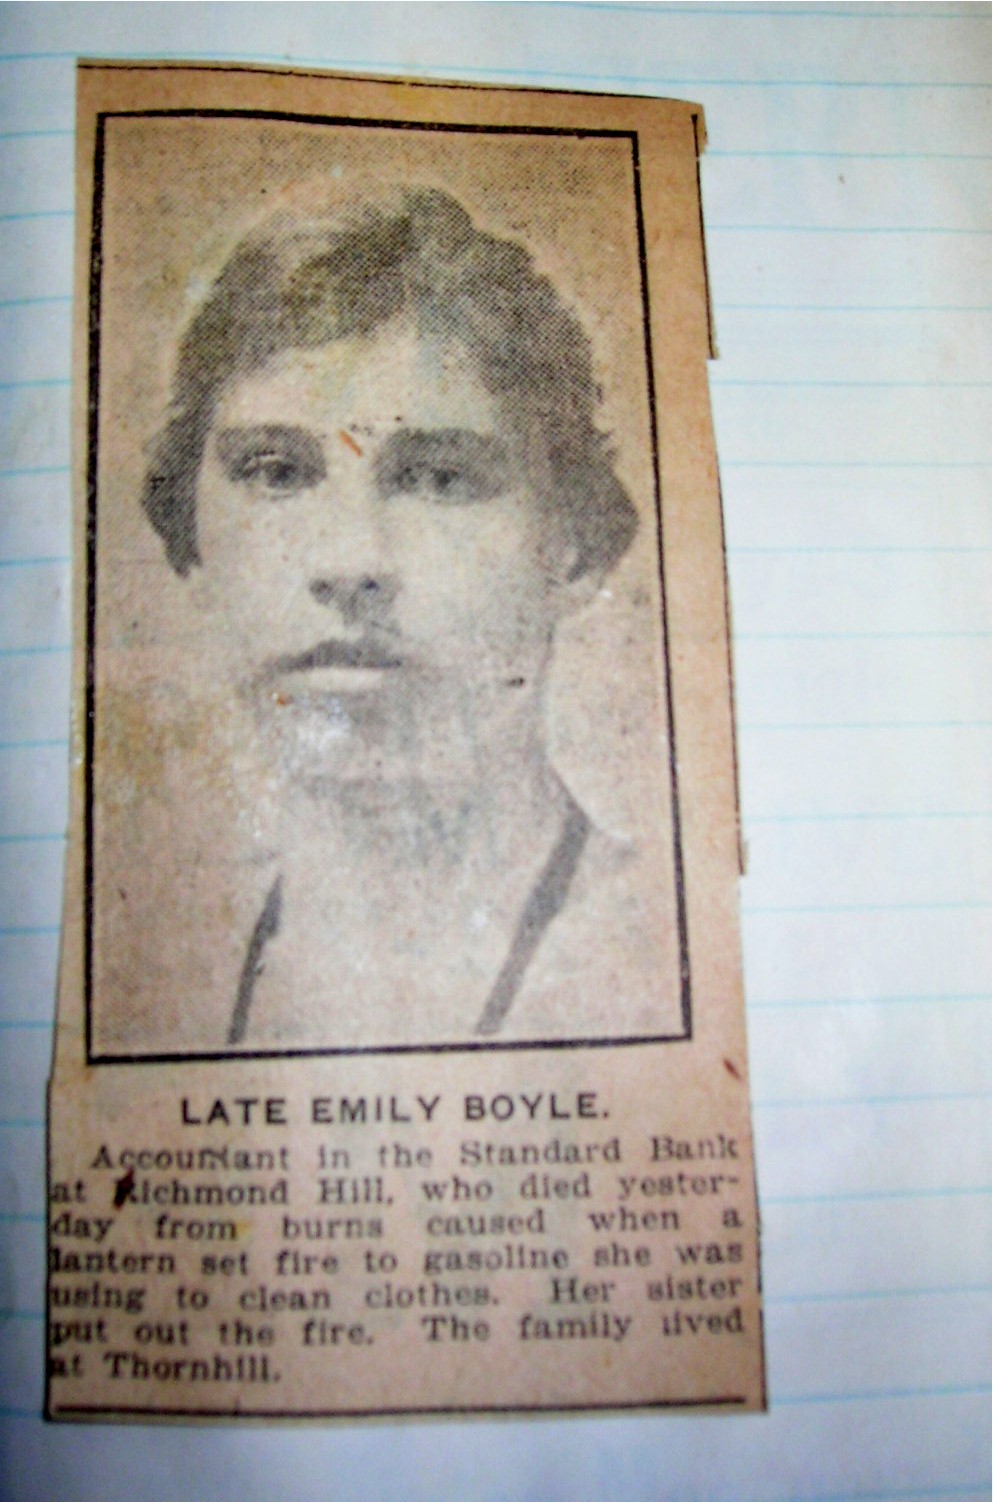 LATE EMILY BOYLE.
Accountant in the Standard Bank
at Richmond Hill, who died yester-
day from burns caused when a
lantern set fire to gasoline she was
using to clean clothes. Her sister
put out the fire. The family lived
at Thornhill.